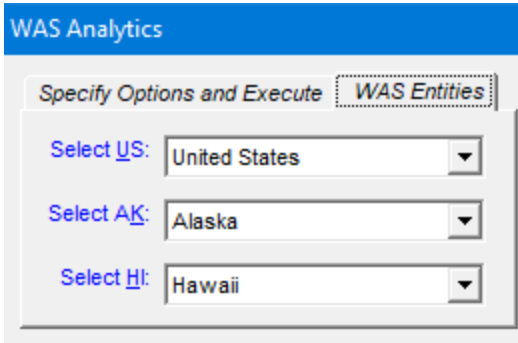 WAS Analytics
Specify Options and Execute WAS Entities
Select US: United States
Select AK: Alaska
Select HI: Hawaii